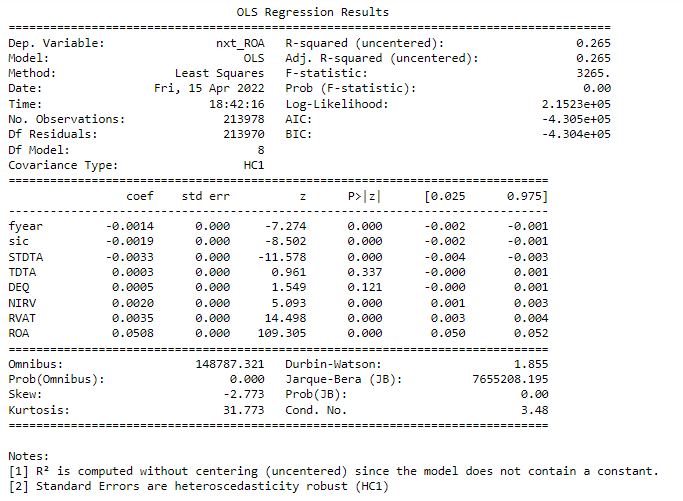 OLS Regression Results
==============================================================================
Dep. Variable: nxt_ROA R-squared (uncentered): 0.265
Model: OLS Adj. R-squared (uncentered): 0.265
Method: Least Squares F-statistic: 3265.
Date: Fri, 15 Apr 2022 Prob (F-statistic): 0.00
Time: 18:42:16 Log-Likelihood: 2.1523e+05
No. Observations: 213978 AIC: -4.305e+05
Df Residuals: 213970 BIC: -4.304e+05
Df Model: 8
Covariance Type: HC1
==============================================================================
coef std err z P>|z| [0.025 0.975]
------------------------------------------------------------------------------
fyear -0.0014 0.000 -7.274 0.000 -0.002 -0.001
sic -0.0019 0.000 -8.502 0.000 -0.002 -0.001
STDTA -0.0033 0.000 -11.578 0.000 -0.004 -0.003
TDTA 0.0003 0.000 0.961 0.337 -0.000 0.001
DEQ 0.0005 0.000 1.549 0.121 -0.000 0.001
NIRV 0.0020 0.000 5.093 0.000 0.001 0.003
RVAT 0.0035 0.000 14.498 0.000 0.003 0.004
ROA 0.0508 0.000 109.305 0.000 0.050 0.052
==============================================================================
Omnibus: 148787.321 Durbin-Watson: 1.855
Prob(Omnibus): 0.000 Jarque-Bera (JB): 7655208.195
Skew: -2.773 Prob(JB): 0.00
Kurtosis: 31.773 Cond. No. 3.48
==============================================================================
Notes:
[1] R² is computed without centering (uncentered) since the model does not contain a constant.
[2] Standard Errors are heteroscedasticity robust (HC1)